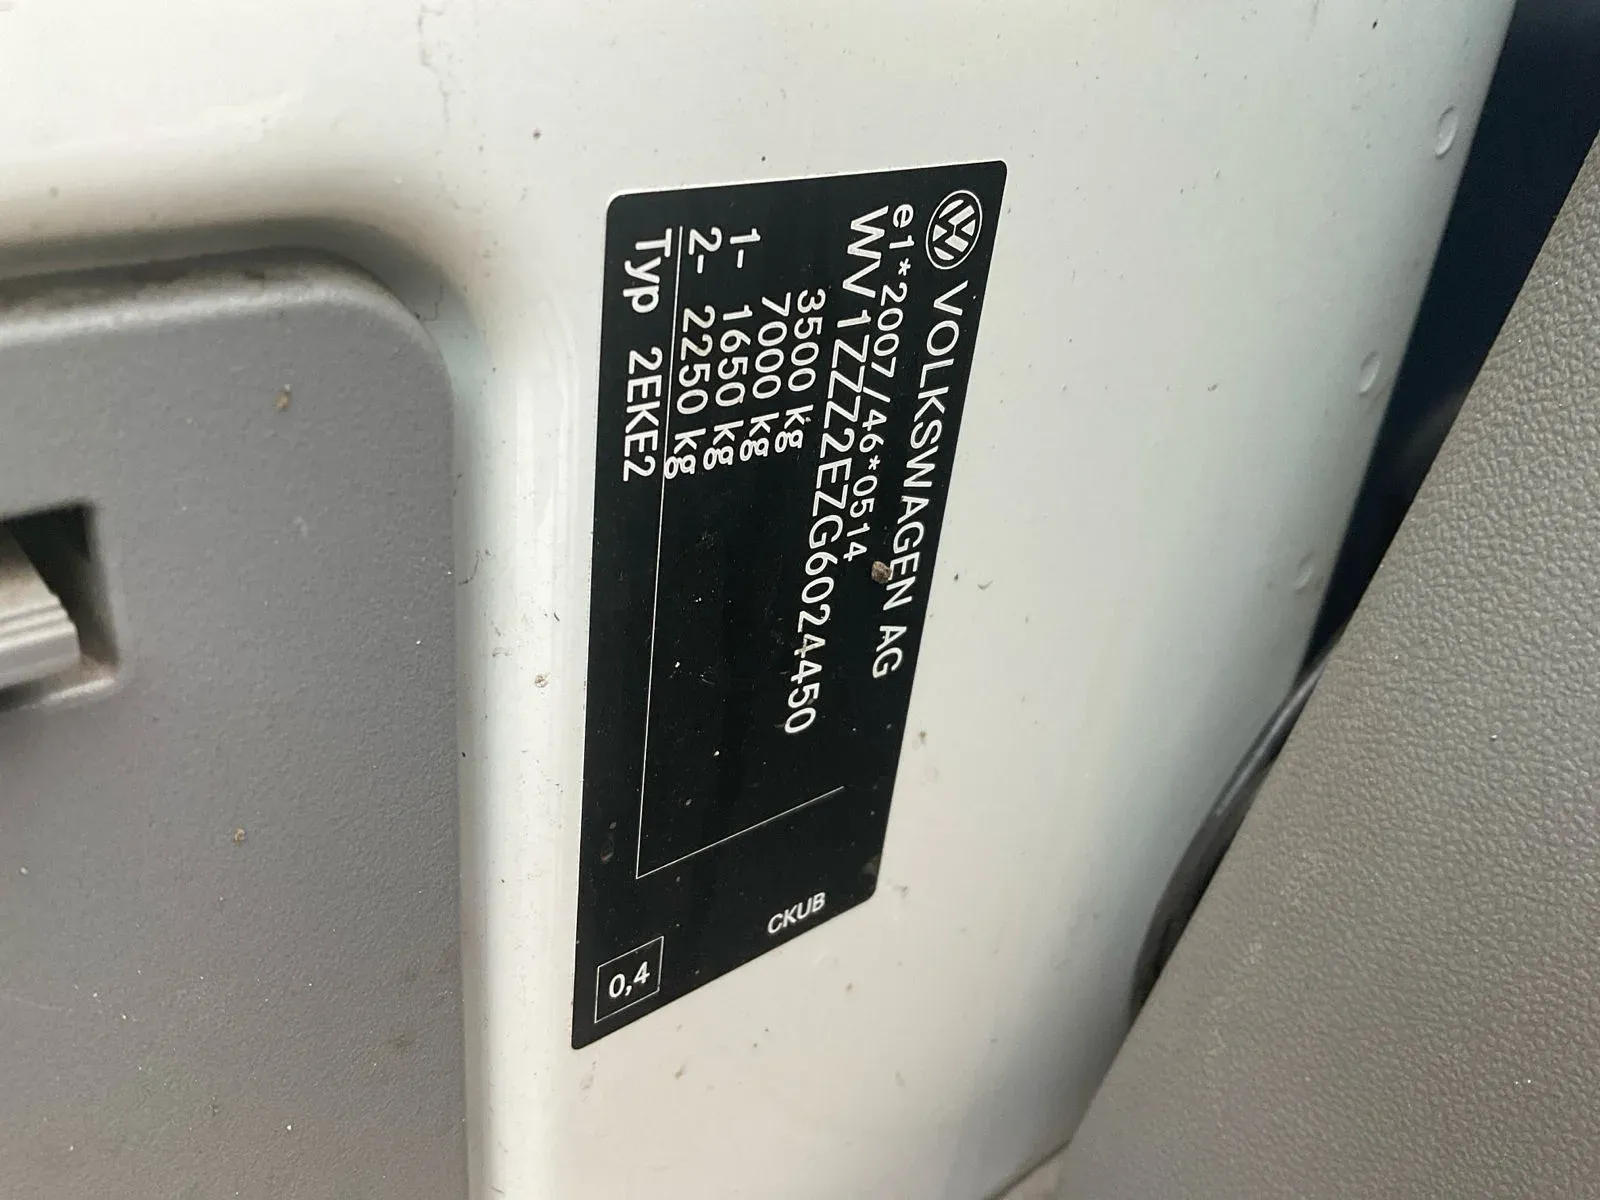 VOLKSWAGEN AG
e1*2007/46*0514
WV1ZZZ2EZG6024450
3500 kg
7000 kg
1- 1650 kg
2- 2250 kg
Typ 2EKE2
CKUB
0,4